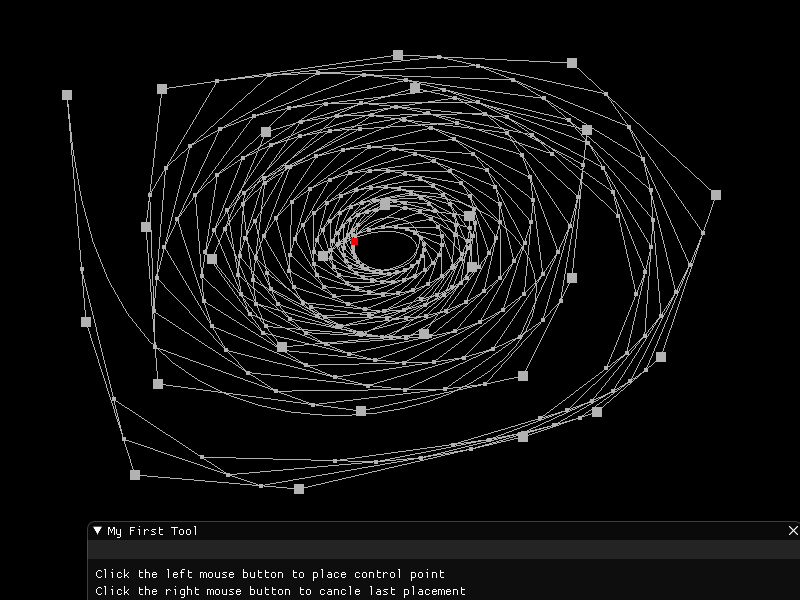 My First Tool
Click the left mouse button to place control point
Click the right mouse button to cancle last placement